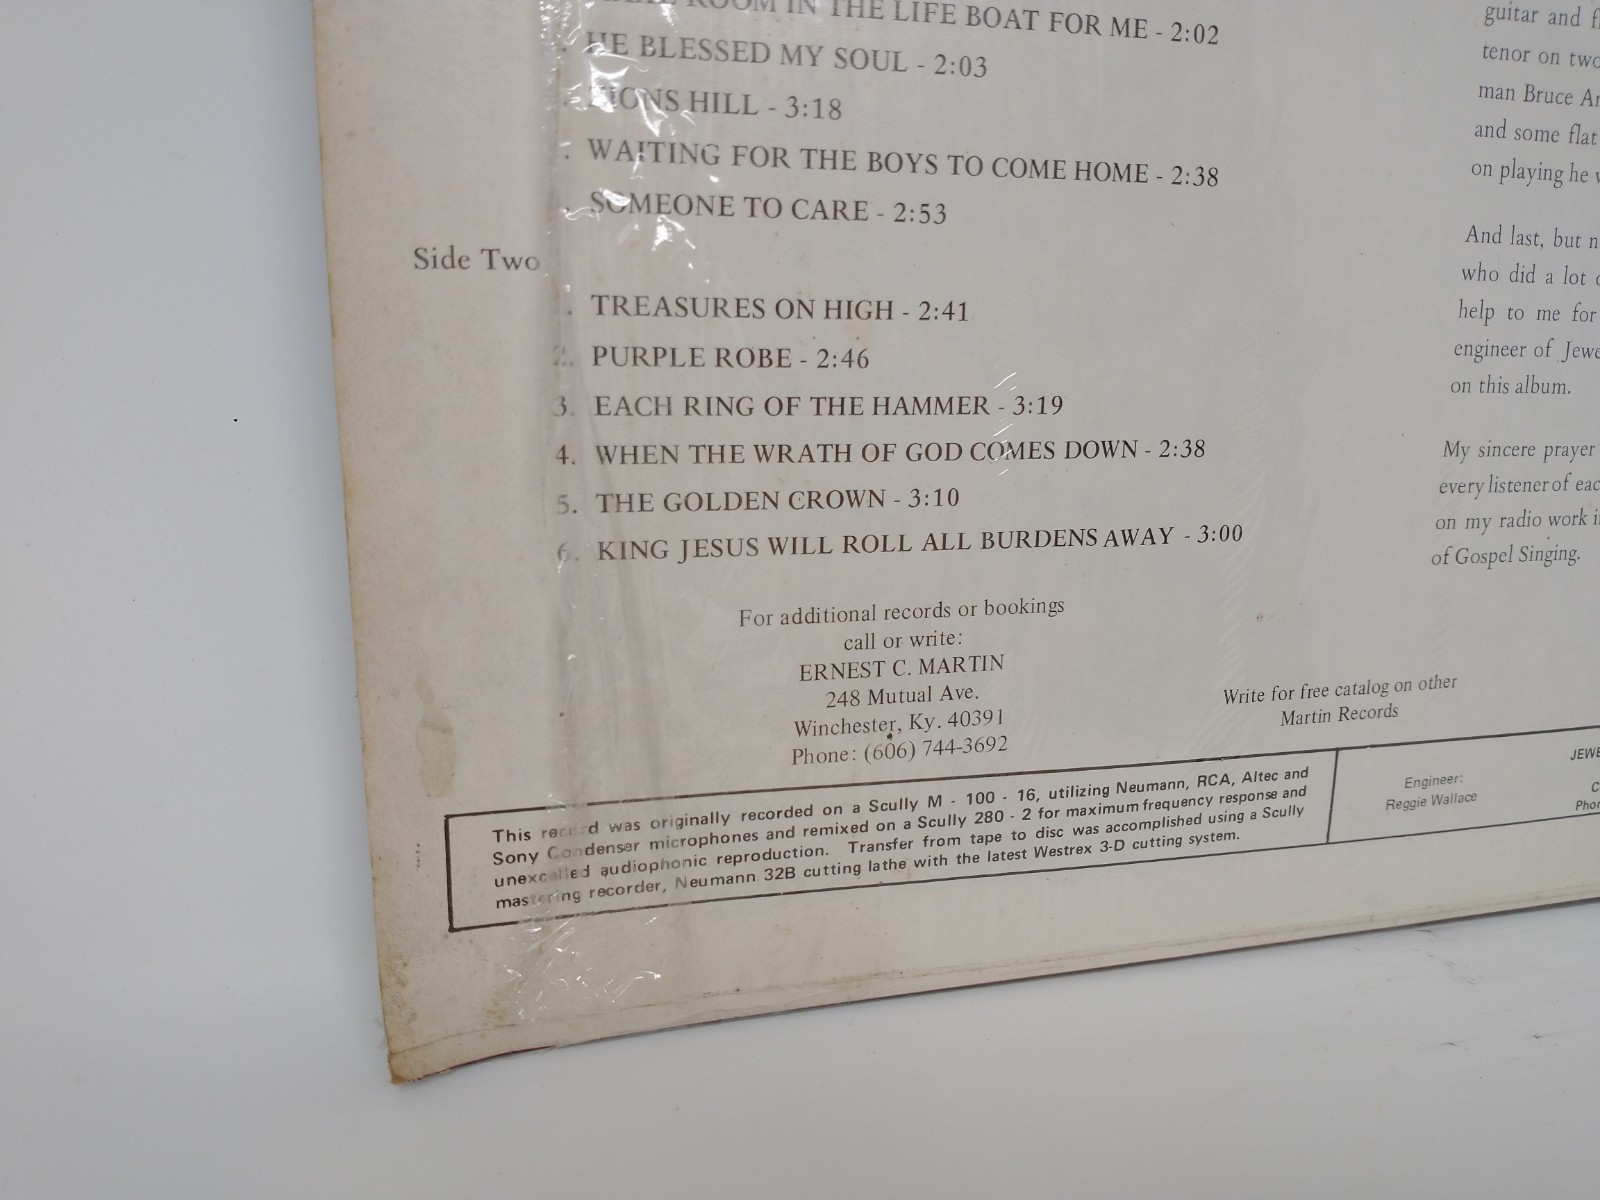 ROOM IN THE LIFE BOAT FOR ME - 2:02
HE BLESSED MY SOUL - 2:03
ZIONS HILL - 3:18
WAITING FOR THE BOYS TO COME HOME - 2:38
SOMEONE TO CARE - 2:53
Side Two
. TREASURES ON HIGH - 2:41
2. PURPLE ROBE - 2:46
3. EACH RING OF THE HAMMER - 3:19
4. WHEN THE WRATH OF GOD COMES DOWN - 2:38
5. THE GOLDEN CROWN - 3:10
6. KING JESUS WILL ROLL ALL BURDENS AWAY - 3:00
For additional records or bookings
call or write:
ERNEST C. MARTIN
248 Mutual Ave.
Winchester, Ky. 40391
Phone: (606) 744-3692
Write for free catalog on other
Martin Records
This record was originally recorded on a Scully M - 100 - 16, utilizing Neumann, RCA, Altec and
Sony Condenser microphones and remixed on a Scully 280 - 2 for maximum frequency response and
unexcelled audiophonic reproduction. Transfer from tape to disc was accomplished using a Scully
mastering recorder, Neumann 32B cutting lathe with the latest Westrex 3-D cutting system.
Engineer:
Reggie Wallace
JEWE
C
Phon
guitar and f
tenor on two
man Bruce Ar
and some flat
on playing he w
And last, but n
who did a lot
help to me for
engineer of Jewe
on this album.
My sincere prayer
every listener of eac
on my radio work i
of Gospel Singing.